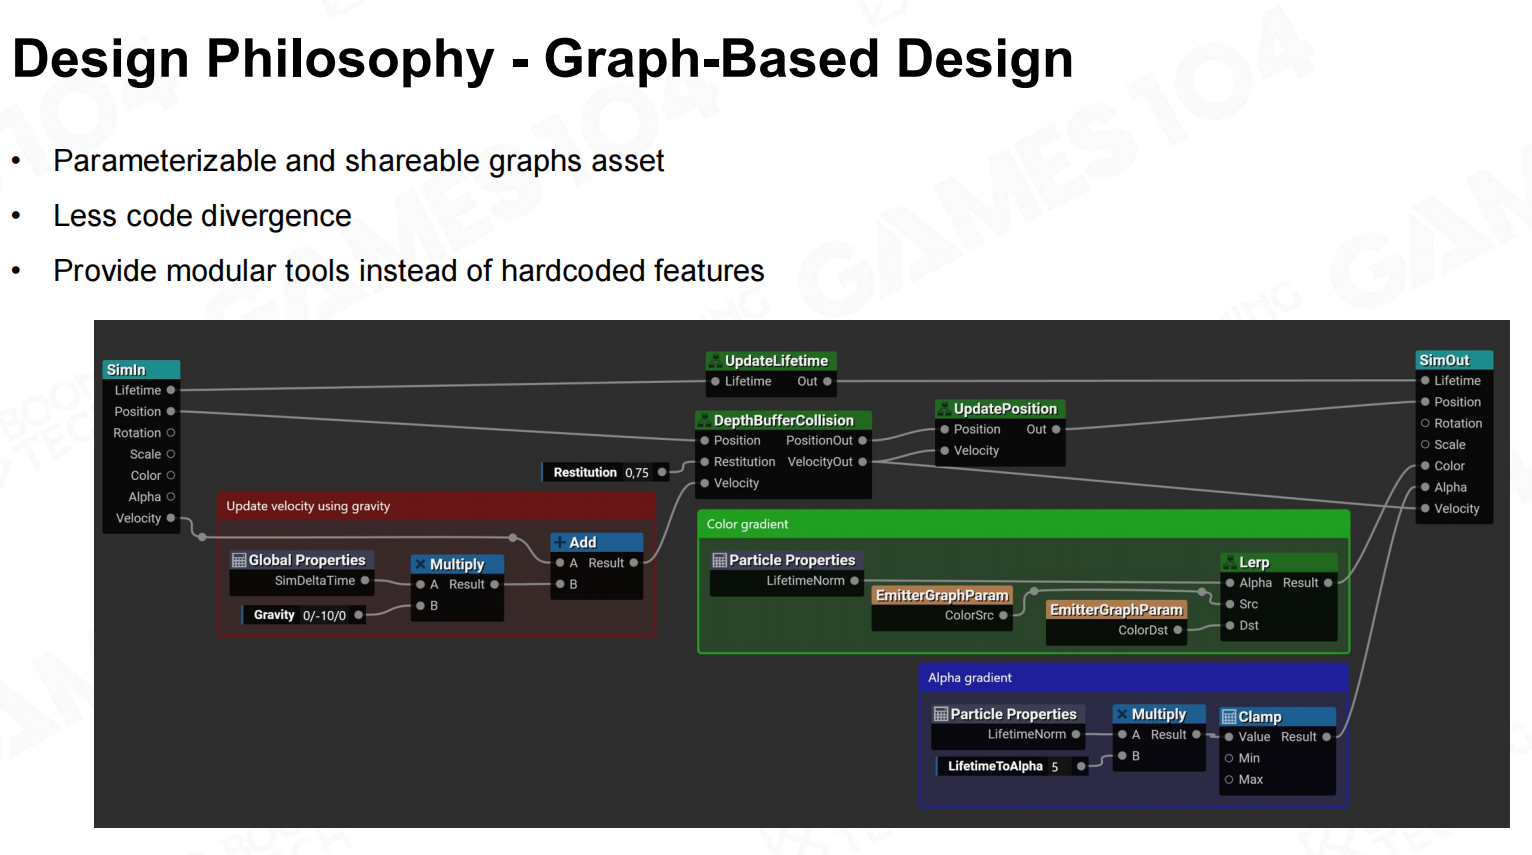 Design Philosophy - Graph-Based Design
• Parameterizable and shareable graphs asset
• Less code divergence
• Provide modular tools instead of hardcoded features
SimIn
Lifetime
Position
Rotation
Scale
Color
Alpha
Velocity
UpdateLifetime
Lifetime Out
DepthBufferCollision
Position PositionOut
Restitution VelocityOut
Velocity
Restitution 0,75
UpdatePosition
Position Out
Velocity
SimOut
Lifetime
Position
Rotation
Scale
Color
Alpha
Velocity
Update velocity using gravity
Global Properties
SimDeltaTime
Gravity 0/-10/0
Multiply
A Result
B
Add
A Result
B
Color gradient
Particle Properties
LifetimeNorm
EmitterGraphParam
ColorSrc
EmitterGraphParam
ColorDst
Lerp
Alpha Result
Src
Dst
Alpha gradient
Particle Properties
LifetimeNorm
LifetimeToAlpha 5
Multiply
A Result
B
Clamp
Value Result
Min
Max
GAMES104
GAMES104